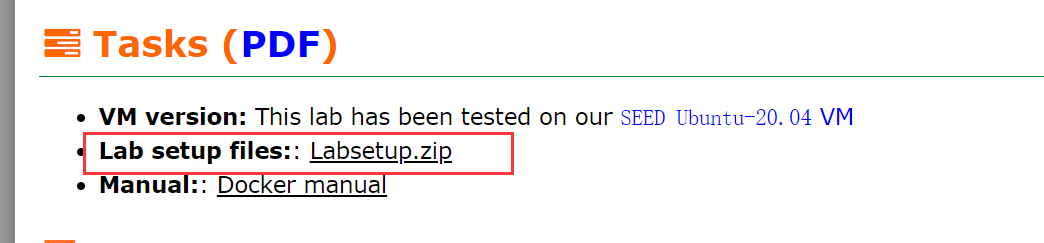 Tasks (PDF)
VM version: This lab has been tested on our SEED Ubuntu-20.04 VM
Lab setup files:: Labsetup.zip
Manual:: Docker manual